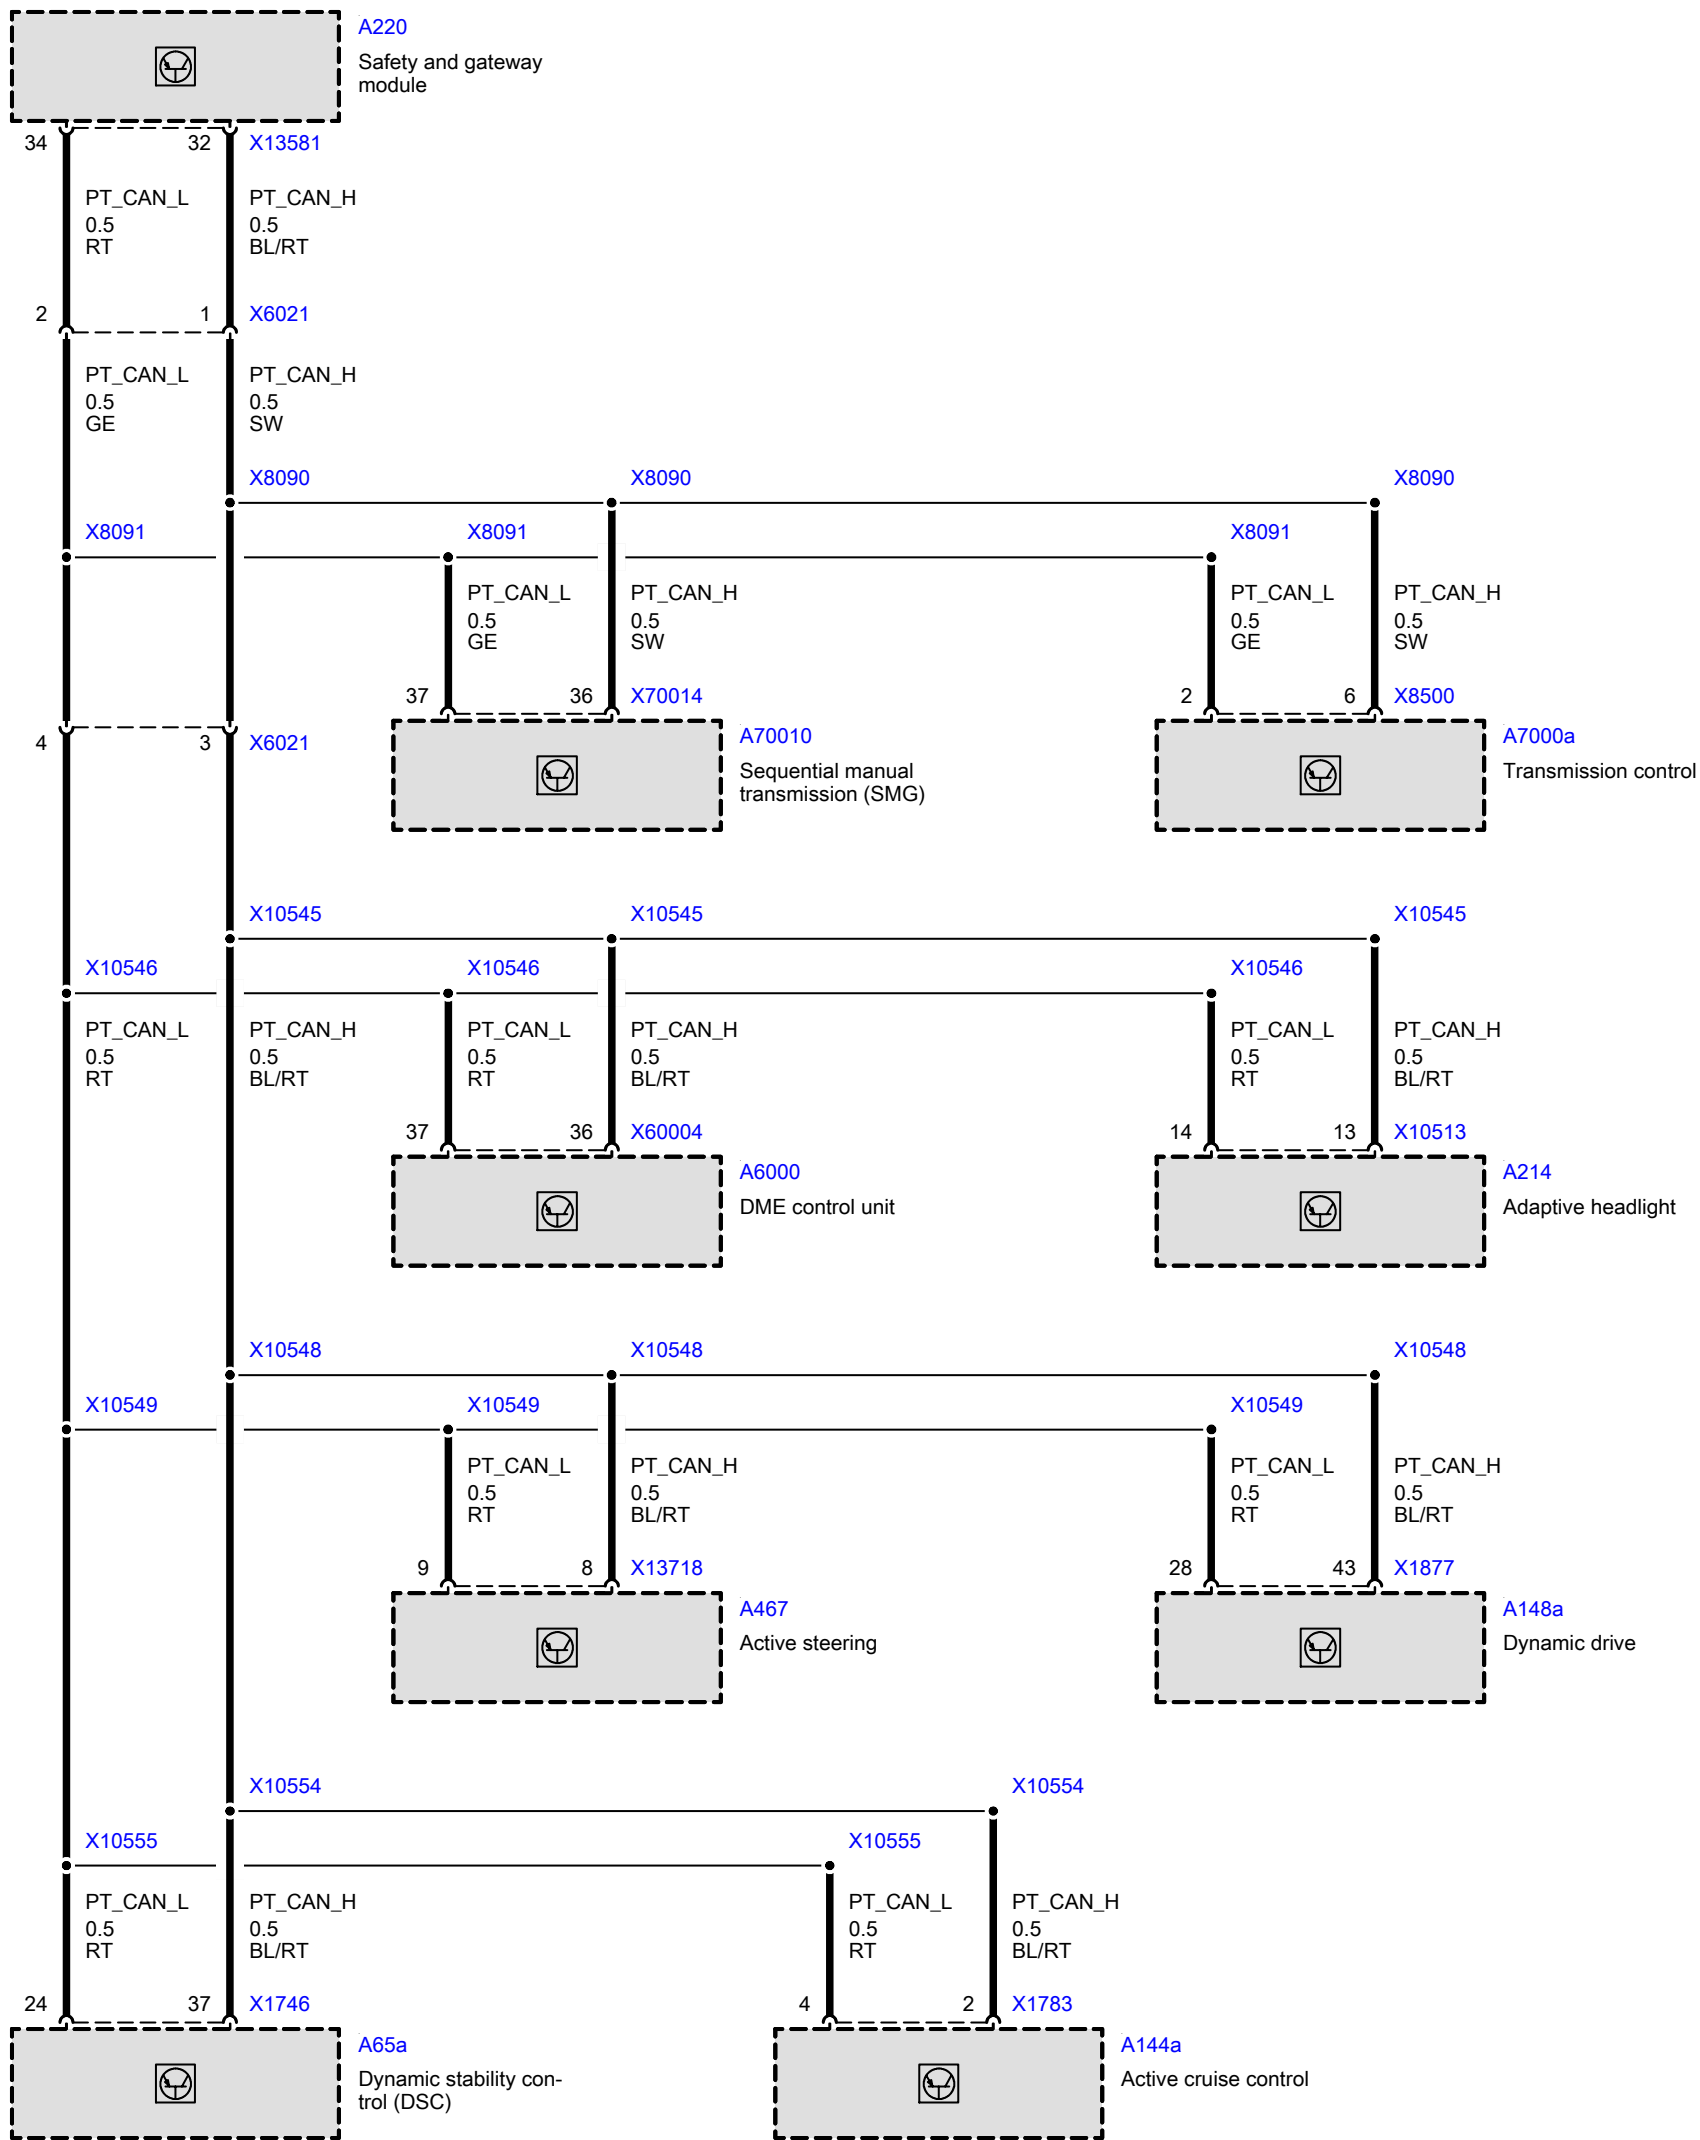 A220
Safety and gateway
module
34 32 X13581
PT_CAN_L PT_CAN_H
0.5 0.5
RT BL/RT
2 1 X6021
PT_CAN_L PT_CAN_H
0.5 0.5
GE SW
X8090 X8090 X8090
X8091 X8091 X8091
PT_CAN_L PT_CAN_H PT_CAN_L PT_CAN_H
0.5 0.5 0.5 0.5
GE SW GE SW
37 36 X70014 2 6 X8500
4 3 X6021 A70010 A7000a
Sequential manual Transmission control
transmission (SMG)
X10545 X10545 X10545
X10546 X10546 X10546
PT_CAN_L PT_CAN_H PT_CAN_L PT_CAN_H PT_CAN_L PT_CAN_H
0.5 0.5 0.5 0.5 0.5 0.5
RT BL/RT RT BL/RT RT BL/RT
37 36 X60004 14 13 X10513
A6000 A214
DME control unit Adaptive headlight
X10548 X10548 X10548
X10549 X10549 X10549
PT_CAN_L PT_CAN_H PT_CAN_L PT_CAN_H
0.5 0.5 0.5 0.5
RT BL/RT RT BL/RT
9 8 X13718 28 43 X1877
A467 A148a
Active steering Dynamic drive
X10554 X10554
X10555 X10555
PT_CAN_L PT_CAN_H PT_CAN_L PT_CAN_H
0.5 0.5 0.5 0.5
RT BL/RT RT BL/RT
24 37 X1746 4 2 X1783
A65a A144a
Dynamic stability con- Active cruise control
trol (DSC)